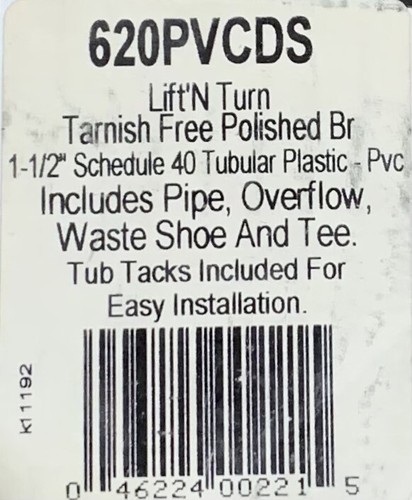 620PVCDS
Lift'N Turn
Tarnish Free Polished Br
1-1/2" Schedule 40 Tubular Plastic - Pvc
Includes Pipe, Overflow,
Waste Shoe And Tee.
Tub Tacks Included For
Easy Installation.
k11192
0 46224 00221 5